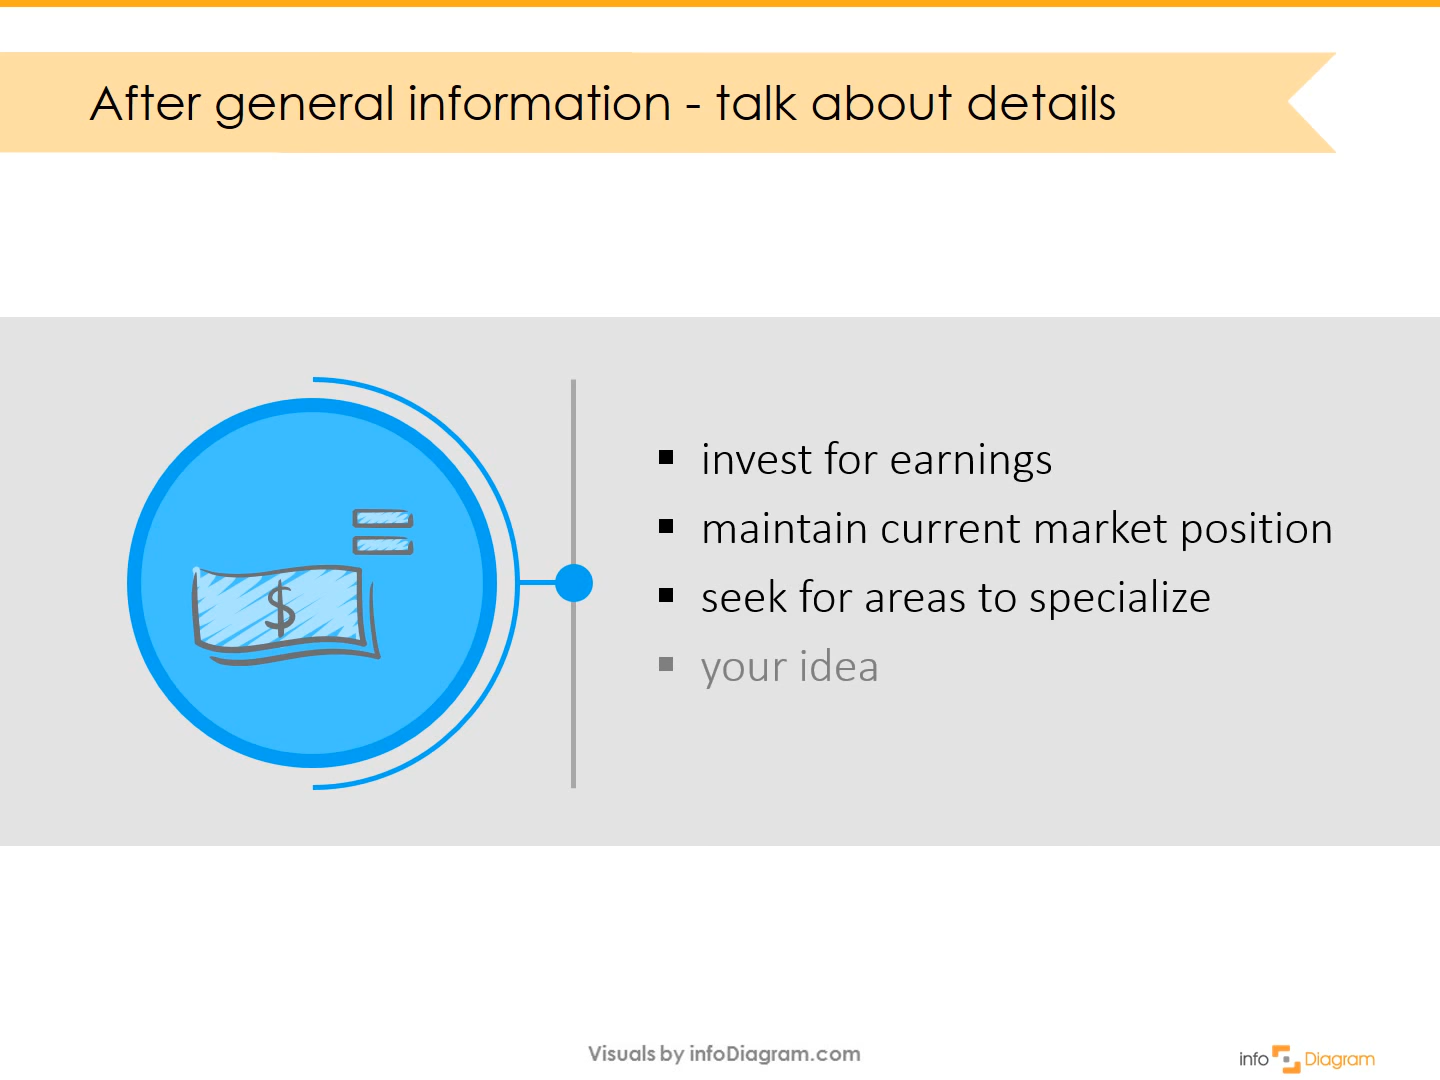 After general information - talk about details
$
invest for earnings
maintain current market position
seek for areas to specialize
your idea
Visuals by infoDiagram.com
info Diagram